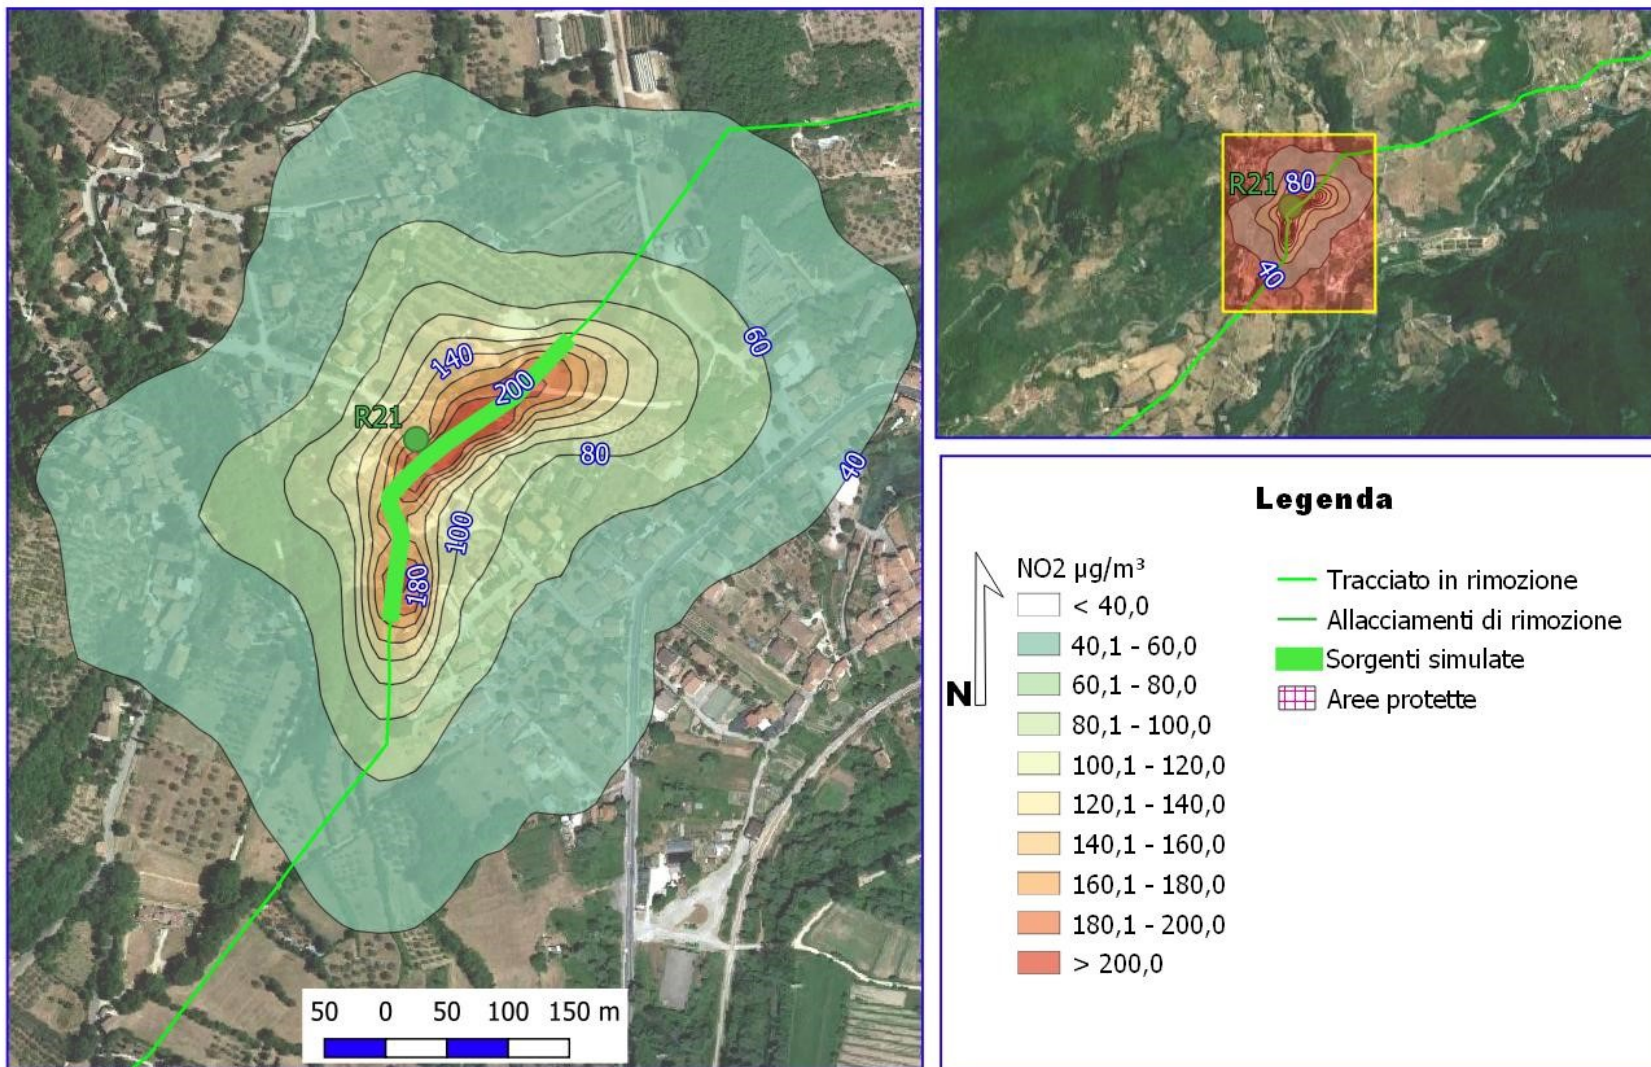 140
200
R21
60
80
40
100
180
50 0 50 100 150 m
R21 80
40
Legenda
N
NO2 µg/m³
< 40,0
40,1 - 60,0
60,1 - 80,0
80,1 - 100,0
100,1 - 120,0
120,1 - 140,0
140,1 - 160,0
160,1 - 180,0
180,1 - 200,0
> 200,0
Tracciato in rimozione
Allacciamenti di rimozione
Sorgenti simulate
Aree protette